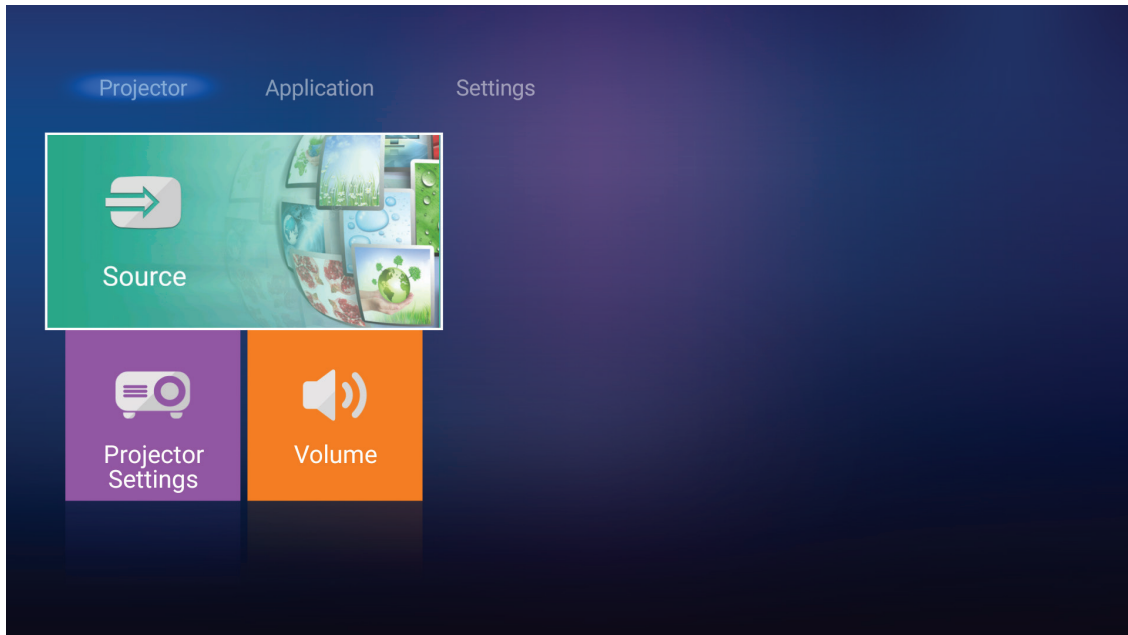 Projector Application Settings
Source
Projector
Settings
Volume